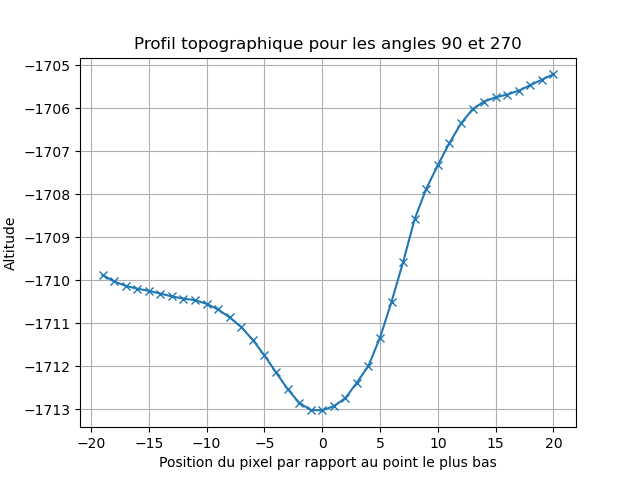 Profil topographique pour les angles 90 et 270
−1705
−1706
−1707
−1708
−1709
−1710
−1711
−1712
−1713
Altitude
−20 −15 −10 −5 0 5 10 15 20
Position du pixel par rapport au point le plus bas